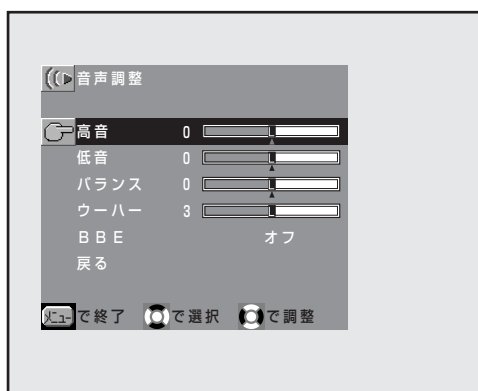 音声調整
高音 0
低音 0
バランス 0
ウーハー 3
BBE オフ
戻る
メニューで終了 で選択 で調整